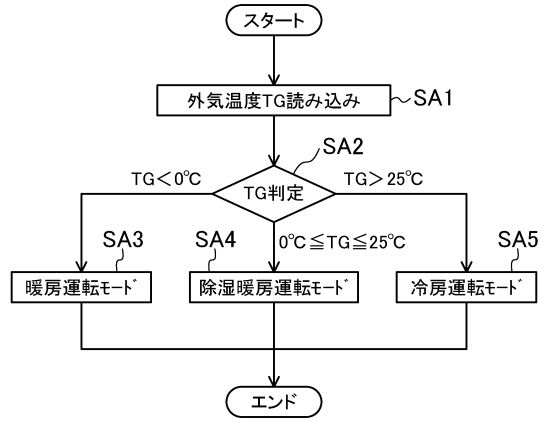 スタート
外気温度TG読み込み
SA1
SA2
TG<0℃
TG判定
TG>25℃
0℃≦TG≦25℃
SA3
SA4
SA5
暖房運転モード
除湿暖房運転モード
冷房運転モード
エンド